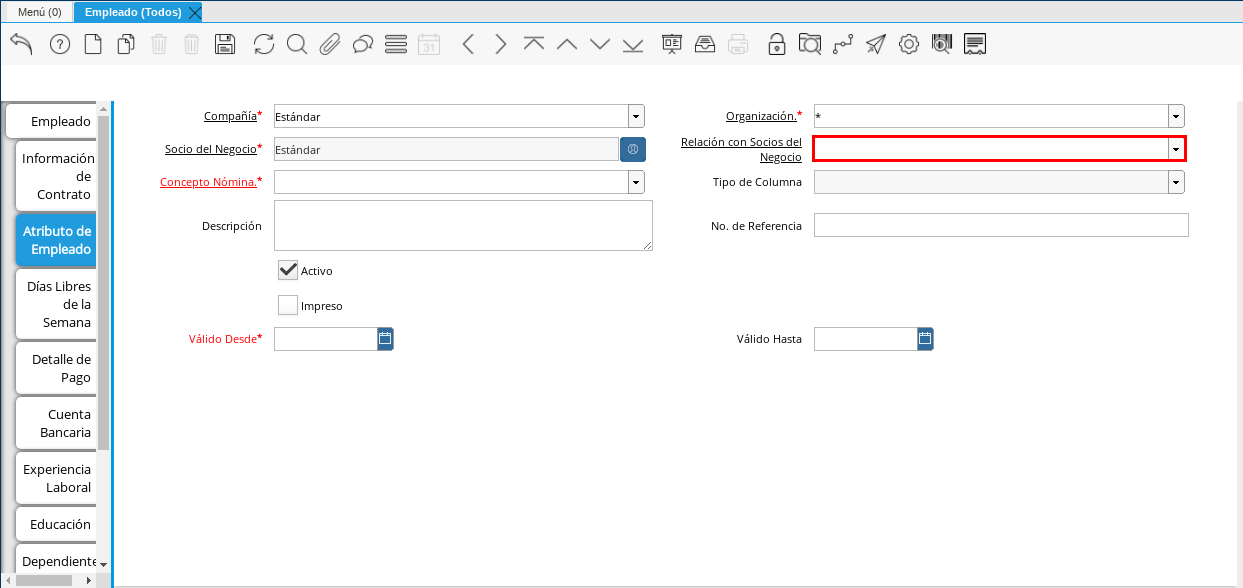 Menú (0)
Empleado (Todos)
31
Empleado
Información
de
Contrato
Atributo de
Empleado
Días Libres
de la
Semana
Detalle de
Pago
Cuenta
Bancaria
Experiencia
Laboral
Educación
Dependiente
Compañía*
Estándar
Organización.*
*
Socio del Negocio*
Estándar
Relación con Socios del
Negocio
Concepto Nómina.*
Tipo de Columna
Descripción
No. de Referencia
Activo
Impreso
Válido Desde*
Válido Hasta